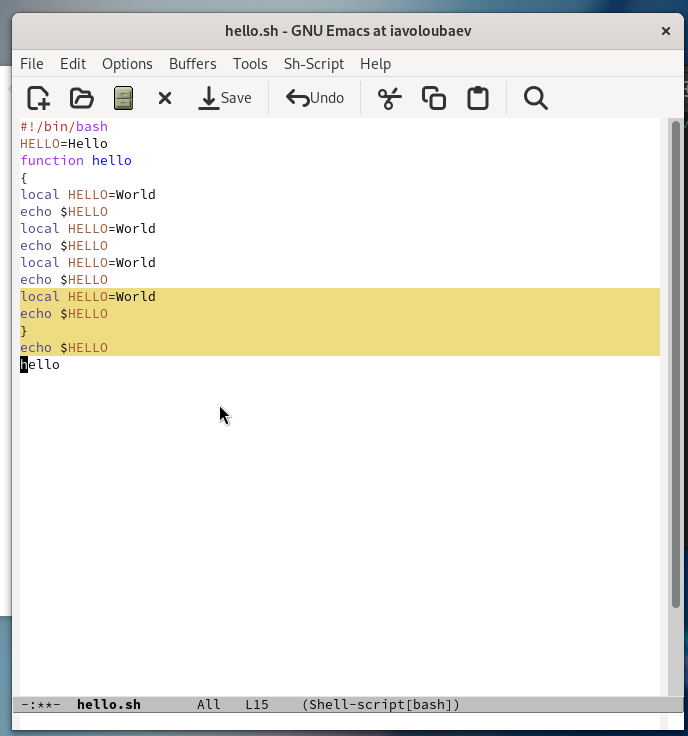 hello.sh - GNU Emacs at iavoloubaev
File Edit Options Buffers Tools Sh-Script Help
Save Undo
#!/bin/bash
HELLO=Hello
function hello
{
local HELLO=World
echo $HELLO
local HELLO=World
echo $HELLO
local HELLO=World
echo $HELLO
local HELLO=World
echo $HELLO
}
echo $HELLO
hello
-:**- hello.sh All L15 (Shell-script[bash])